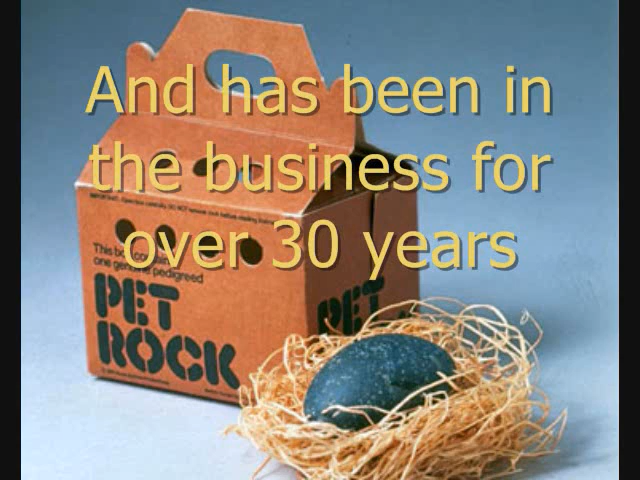 And has been in
the business for
over 30 years
This box contains
one genuine pedigreed
PET
ROCK
PET